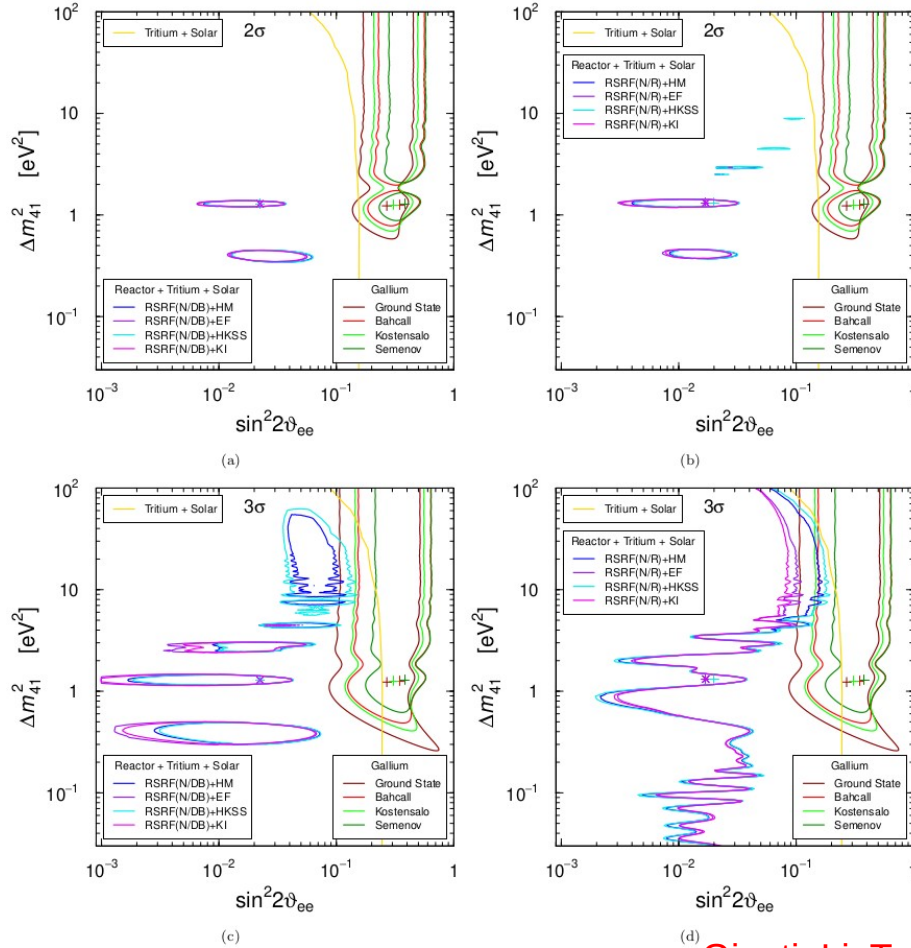 Tritium + Solar
2σ
Reactor + Tritium + Solar
RSRF(N/DB)+HM
RSRF(N/DB)+EF
RSRF(N/DB)+HKSS
RSRF(N/DB)+KI
Gallium
Ground State
Bahcall
Kostensalo
Semenov
10²
10
1
10⁻¹
Δm²₄₁ [eV²]
10⁻³
10⁻²
10⁻¹
1
sin²2ϑee
(a)
Tritium + Solar
2σ
Reactor + Tritium + Solar
RSRF(N/R)+HM
RSRF(N/R)+EF
RSRF(N/R)+HKSS
RSRF(N/R)+KI
Gallium
Ground State
Bahcall
Kostensalo
Semenov
10²
10
1
10⁻¹
Δm²₄₁ [eV²]
10⁻³
10⁻²
10⁻¹
1
sin²2ϑee
(b)
Tritium + Solar
3σ
Reactor + Tritium + Solar
RSRF(N/DB)+HM
RSRF(N/DB)+EF
RSRF(N/DB)+HKSS
RSRF(N/DB)+KI
Gallium
Ground State
Bahcall
Kostensalo
Semenov
10²
10
1
10⁻¹
Δm²₄₁ [eV²]
10⁻³
10⁻²
10⁻¹
1
sin²2ϑee
(c)
Tritium + Solar
3σ
Reactor + Tritium + Solar
RSRF(N/R)+HM
RSRF(N/R)+EF
RSRF(N/R)+HKSS
RSRF(N/R)+KI
Gallium
Ground State
Bahcall
Kostensalo
Semenov
10²
10
1
10⁻¹
Δm²₄₁ [eV²]
10⁻³
10⁻²
10⁻¹
1
sin²2ϑee
(d)